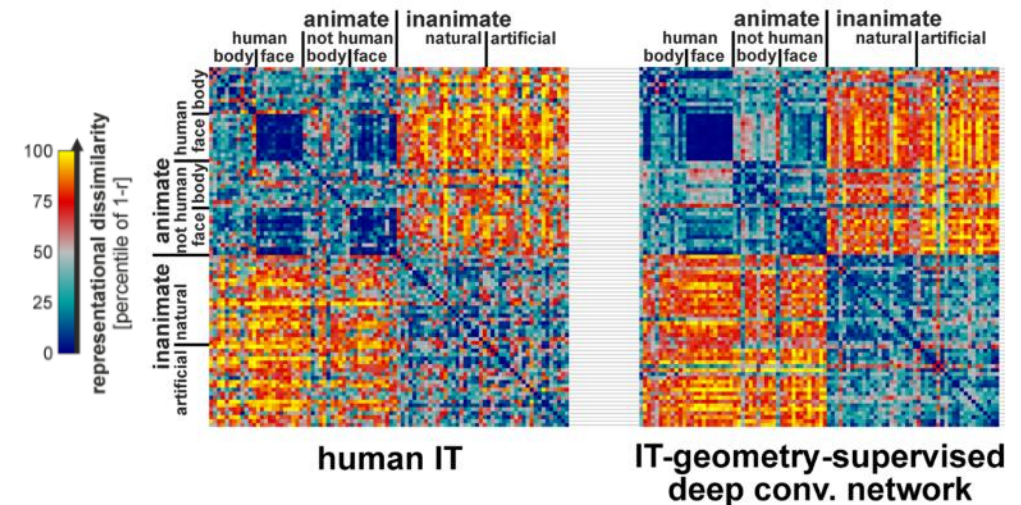 animate inanimate
human not human natural artificial
body face body face
animate inanimate
human not human natural artificial
body face body face
100
75
50
25
0
representational dissimilarity
[percentile of 1-r]
animate
human
body
face
not human
body
face
inanimate
natural
artificial
human IT
IT-geometry-supervised
deep conv. network